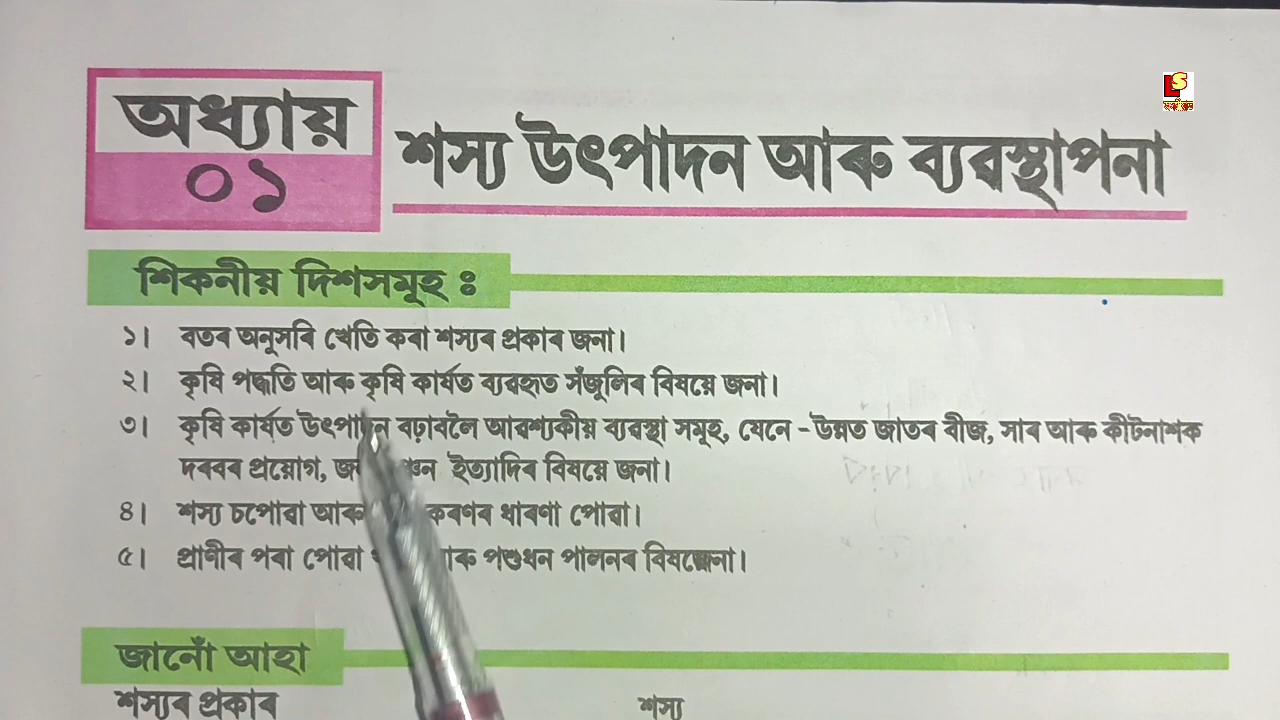 অধ্যায়
০১
শস্য উৎপাদন আৰু ব্যৱস্থাপনা
শিকনীয় দিশসমূহ ঃ
১। বতৰ অনুসৰি খেতি কৰা শস্যৰ প্ৰকাৰ জনা।
২। কৃষি পদ্ধতি আৰু কৃষি কাৰ্যত ব্যৱহৃত সঁজুলিৰ বিষয়ে জনা।
৩। কৃষি কাৰ্যত উৎপাদন বঢ়াবলৈ আৱশ্যকীয় ব্যৱস্থা সমূহ, যেনে - উন্নত জাতৰ বীজ, সাৰ আৰু কীটনাশক
দৰবৰ প্ৰয়োগ, ইত্যাদিৰ বিষয়ে জনা।
৪। শস্য চপোৱা আৰু ধাৰণা পোৱা।
৫। প্ৰাণীৰ পৰা পোৱা আৰু পশুধন পালনৰ
জানোঁ আহা
শস্যৰ প্ৰকাৰ
শস্য
LS